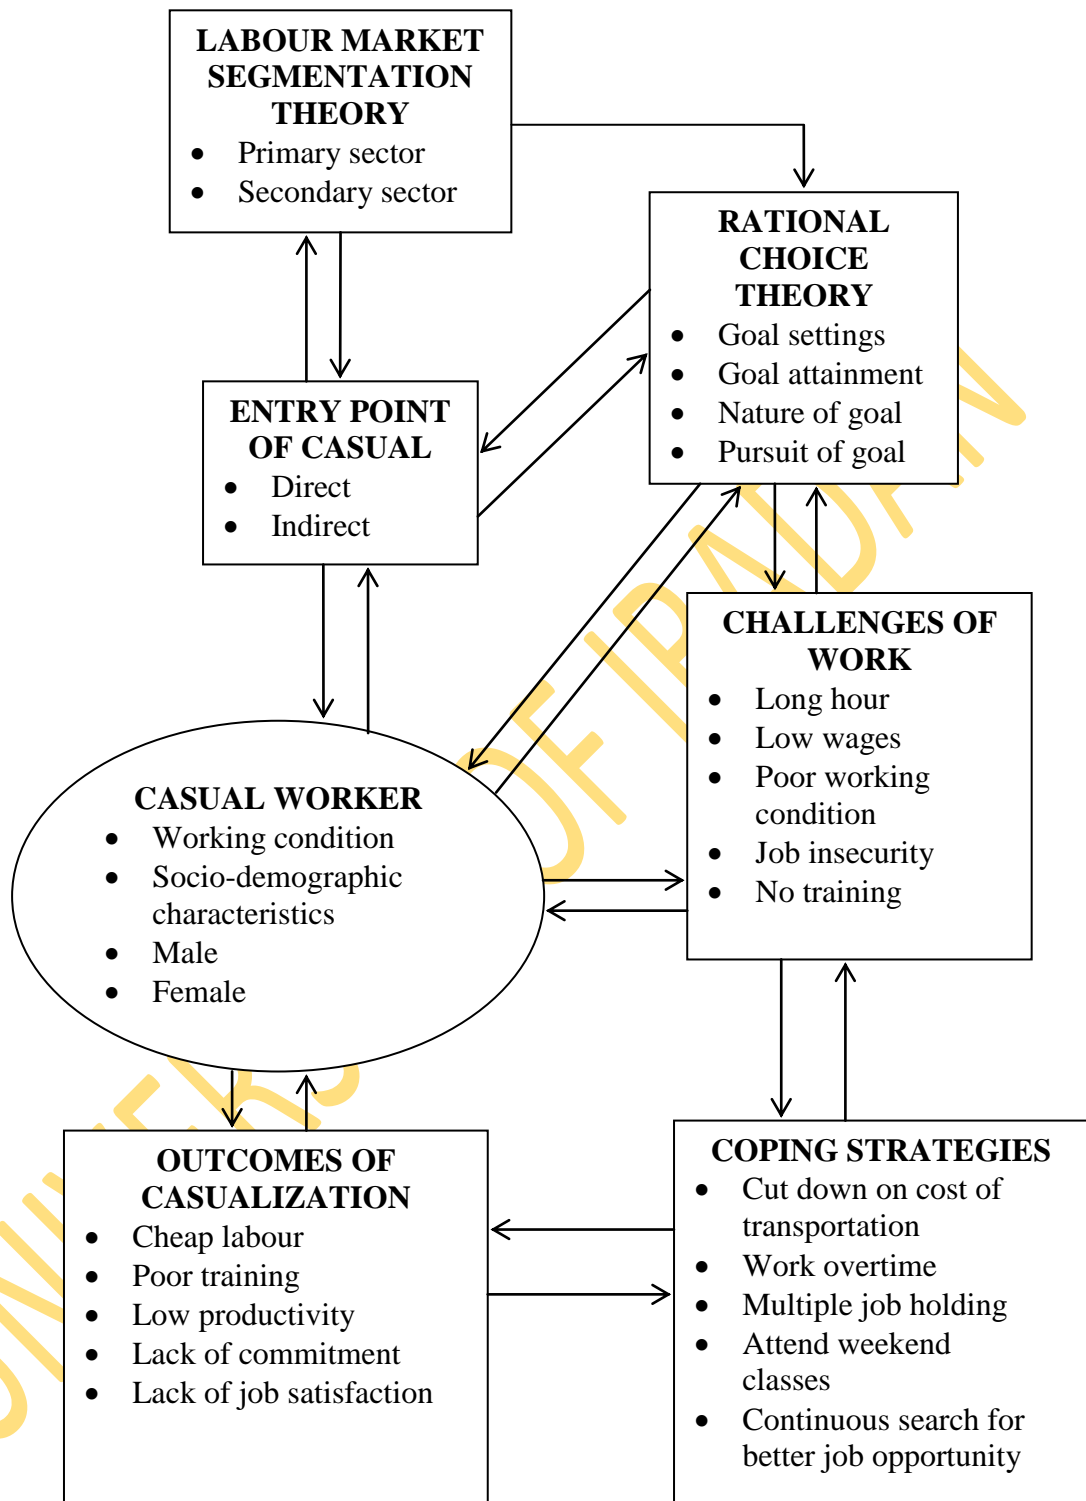 LABOUR MARKET
SEGMENTATION
THEORY
• Primary sector
• Secondary sector
RATIONAL
CHOICE
THEORY
• Goal settings
• Goal attainment
• Nature of goal
• Pursuit of goal
ENTRY POINT
OF CASUAL
• Direct
• Indirect
CHALLENGES OF
WORK
• Long hour
• Low wages
• Poor working
condition
• Job insecurity
• No training
CASUAL WORKER
• Working condition
• Socio-demographic
characteristics
• Male
• Female
OUTCOMES OF
CASUALIZATION
• Cheap labour
• Poor training
• Low productivity
• Lack of commitment
• Lack of job satisfaction
COPING STRATEGIES
• Cut down on cost of
transportation
• Work overtime
• Multiple job holding
• Attend weekend
classes
• Continuous search for
better job opportunity
OF